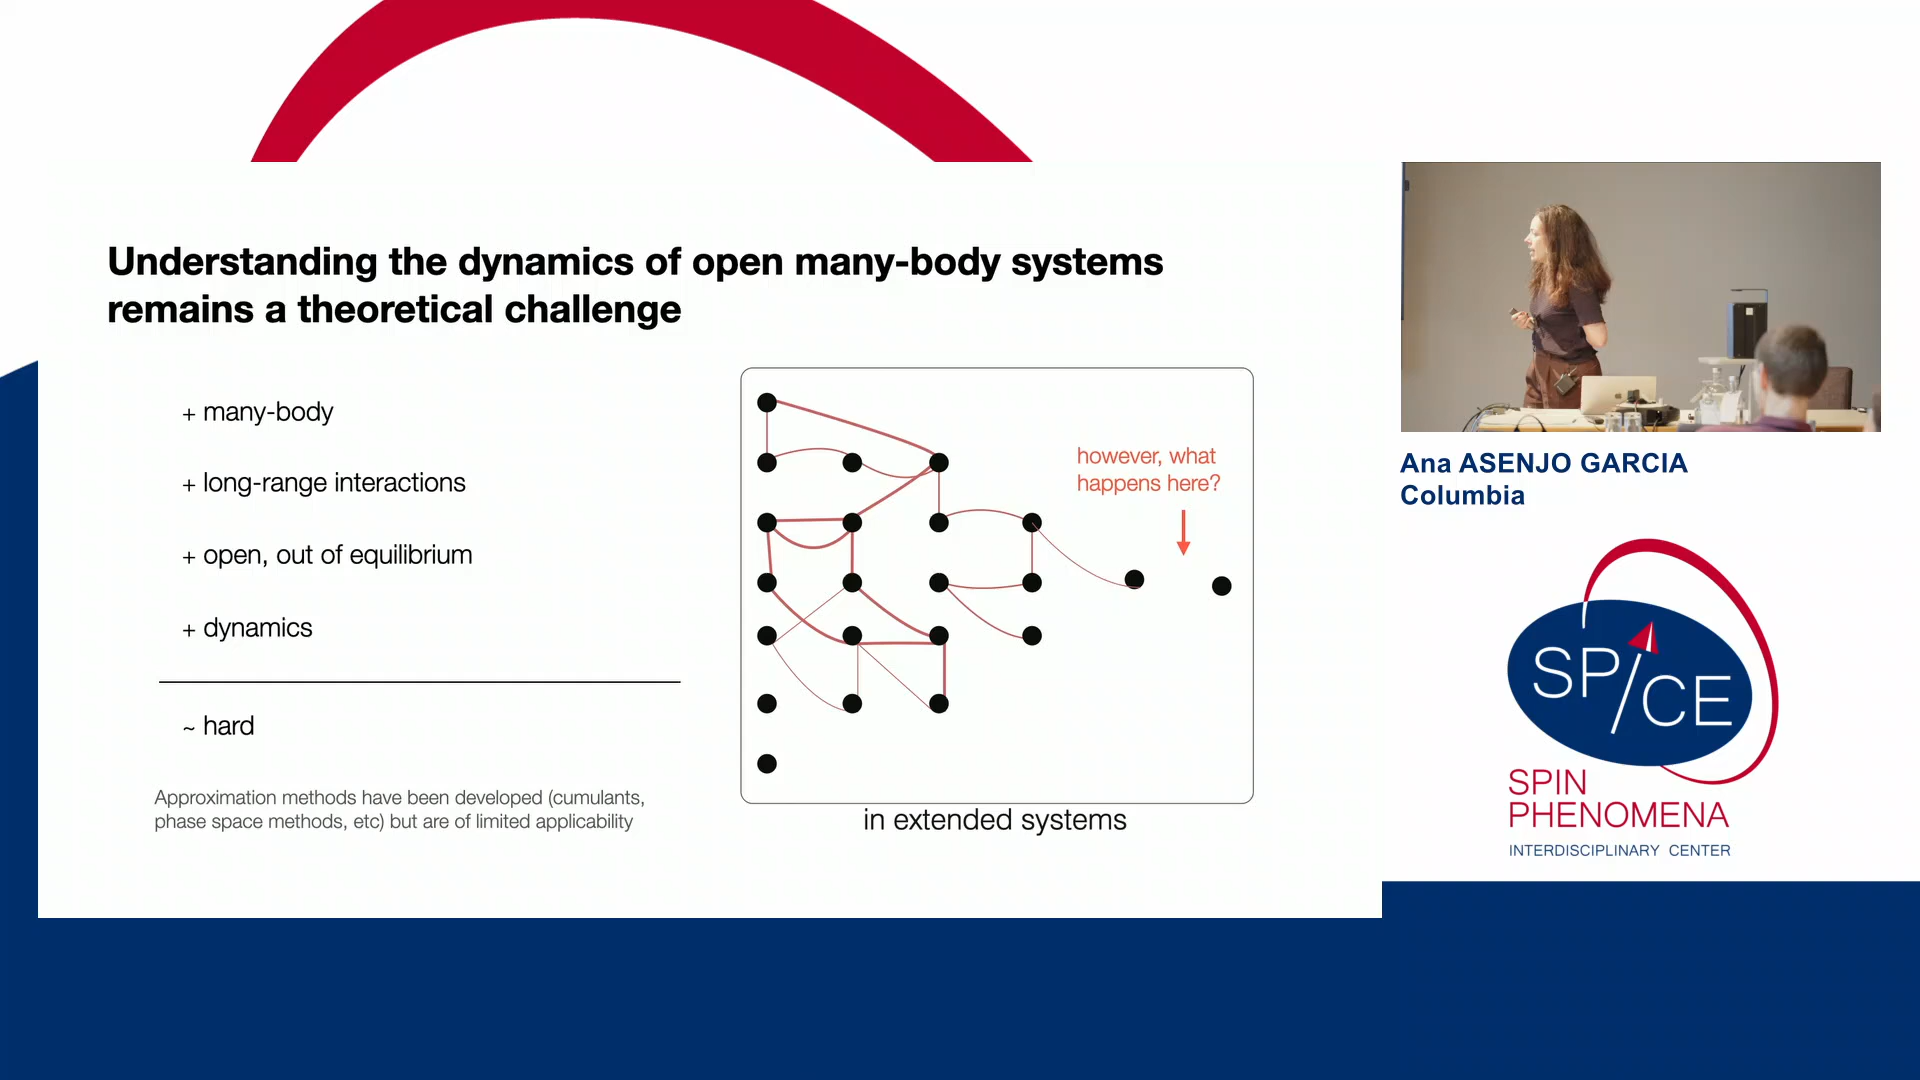 Understanding the dynamics of open many-body systems
remains a theoretical challenge
+ many-body
+ long-range interactions
+ open, out of equilibrium
+ dynamics
~ hard
Approximation methods have been developed (cumulants,
phase space methods, etc) but are of limited applicability
however, what
happens here?
in extended systems
Ana ASENJO GARCIA
Columbia
SP/CE
SPIN
PHENOMENA
INTERDISCIPLINARY CENTER